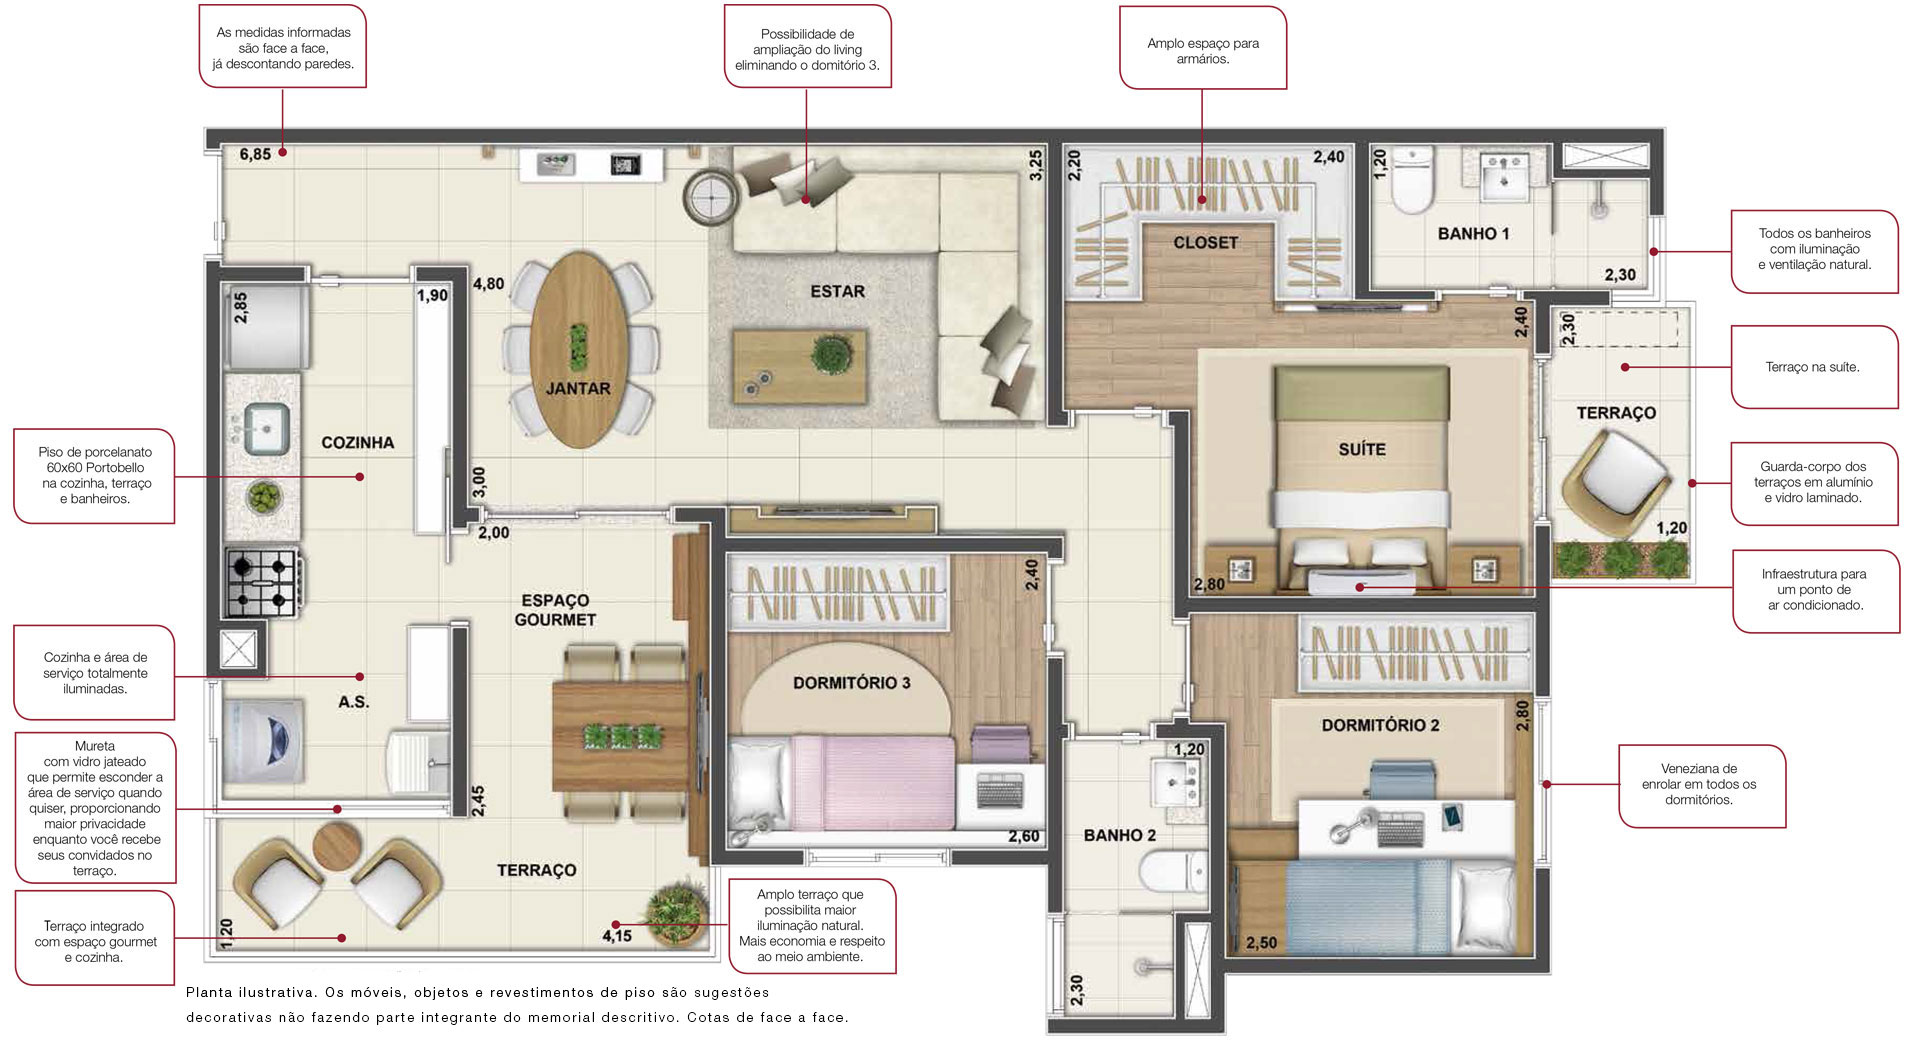 As medidas informadas
são face a face,
já descontando paredes.
Possibilidade de
ampliação do living
eliminando o domitório 3.
Amplo espaço para
armários.
6,85
3,25
2,20
2,40
1,20
CLOSET
BANHO 1
2,30
Todos os banheiros
com iluminação
e ventilação natural.
2,85
1,90
4,80
ESTAR
2,40
2,30
Terraço na suíte.
JANTAR
TERRAÇO
COZINHA
SUÍTE
Piso de porcelanato
60x60 Portobello
na cozinha, terraço
e banheiros.
3,00
Guarda-corpo dos
terraços em alumínio
e vidro laminado.
2,00
1,20
2,40
2,80
Infraestrutura para
um ponto de
ar condicionado.
ESPAÇO
GOURMET
Cozinha e área de
serviço totalmente
iluminadas.
A.S.
DORMITÓRIO 3
DORMITÓRIO 2
2,80
Mureta
com vidro jateado
que permite esconder a
área de serviço quando
quiser, proporcionando
maior privacidade
enquanto você recebe
seus convidados no
terraço.
1,20
Veneziana de
enrolar em todos os
dormitórios.
2,45
2,60
BANHO 2
TERRAÇO
Terraço integrado
com espaço gourmet
e cozinha.
1,20
4,15
Amplo terraço que
possibilita maior
iluminação natural.
Mais economia e respeito
ao meio ambiente.
2,50
2,30
Planta ilustrativa. Os móveis, objetos e revestimentos de piso são sugestões
decorativas não fazendo parte integrante do memorial descritivo. Cotas de face a face.